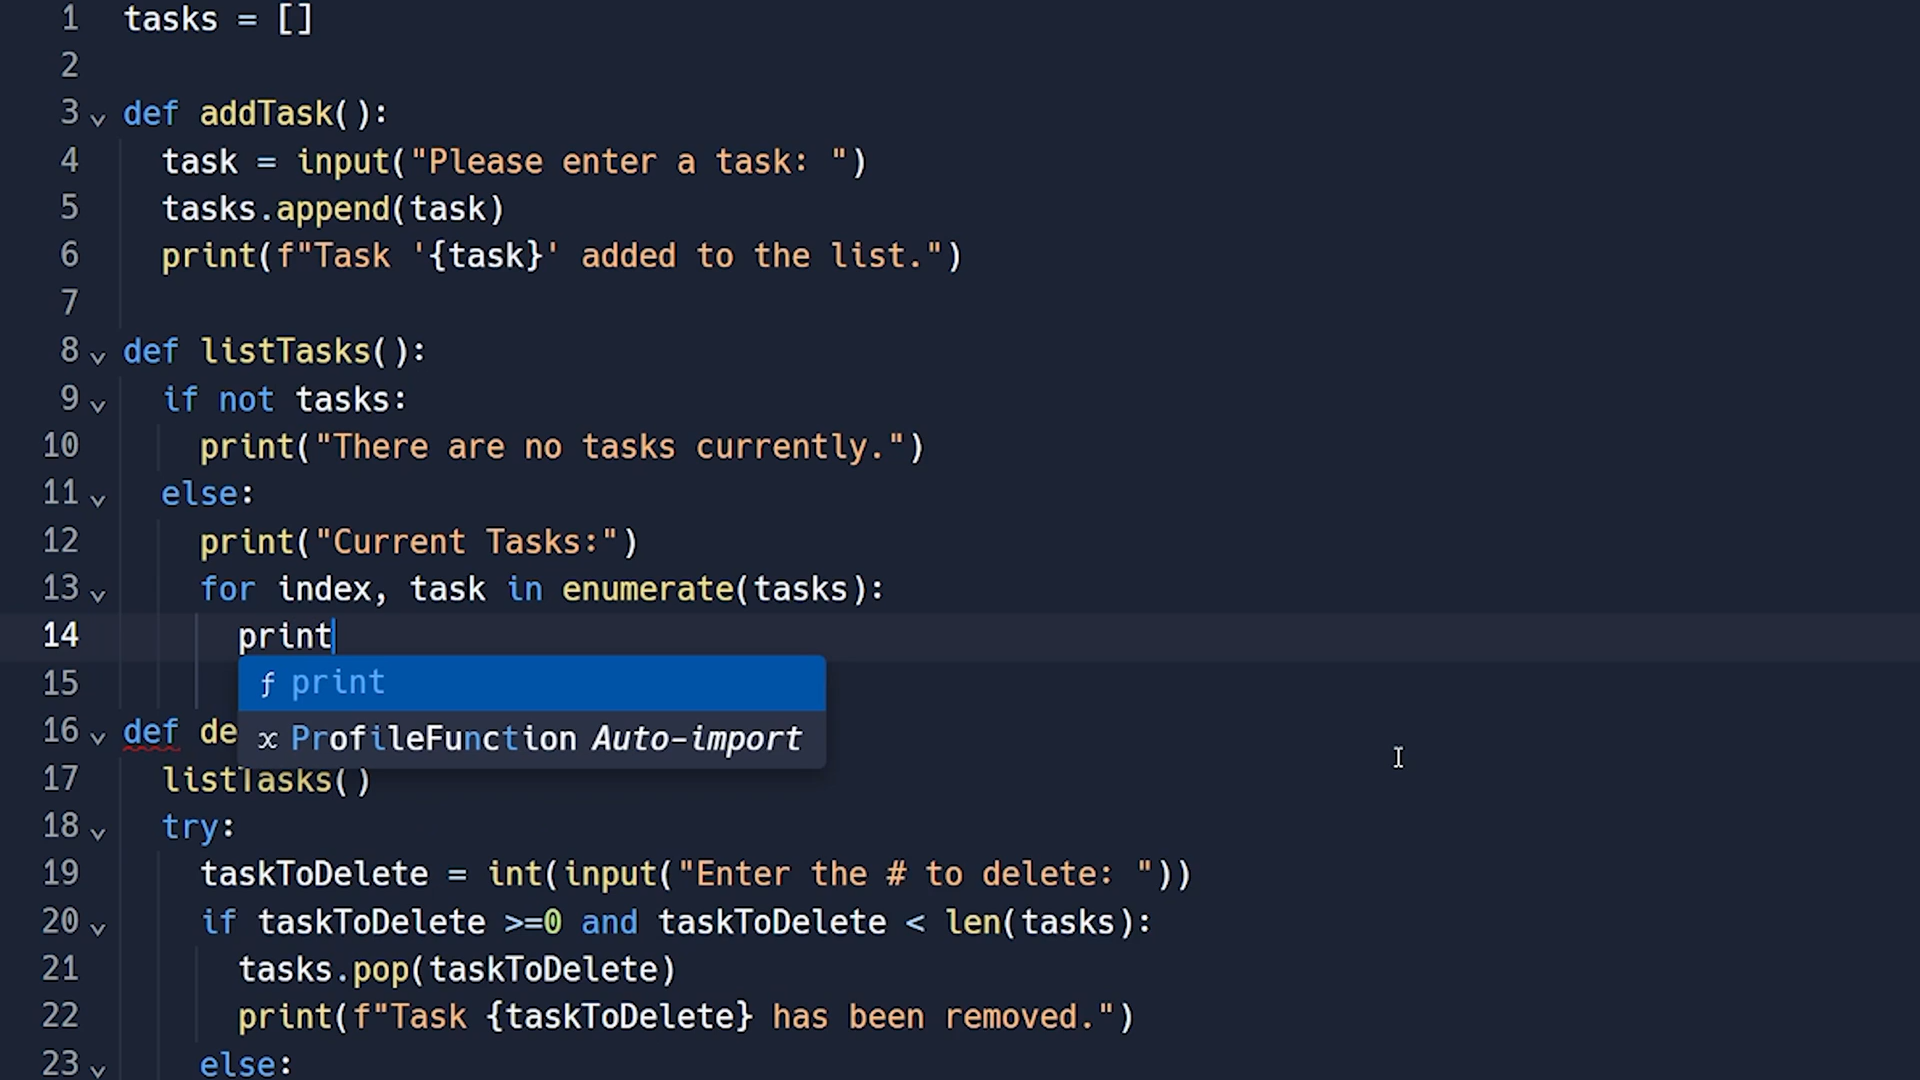 1 tasks = []
2
3 def addTask():
4 task = input("Please enter a task: ")
5 tasks.append(task)
6 print(f"Task '{task}' added to the list.")
7
8 def listTasks():
9 if not tasks:
10 print("There are no tasks currently.")
11 else:
12 print("Current Tasks:")
13 for index, task in enumerate(tasks):
14 print
ƒ print
15
16 def de
ProfileFunction Auto-import
17 listTasks()
18 try:
19 taskToDelete = int(input("Enter the # to delete: "))
20 if taskToDelete >=0 and taskToDelete < len(tasks):
21 tasks.pop(taskToDelete)
22 print(f"Task {taskToDelete} has been removed.")
23 else: